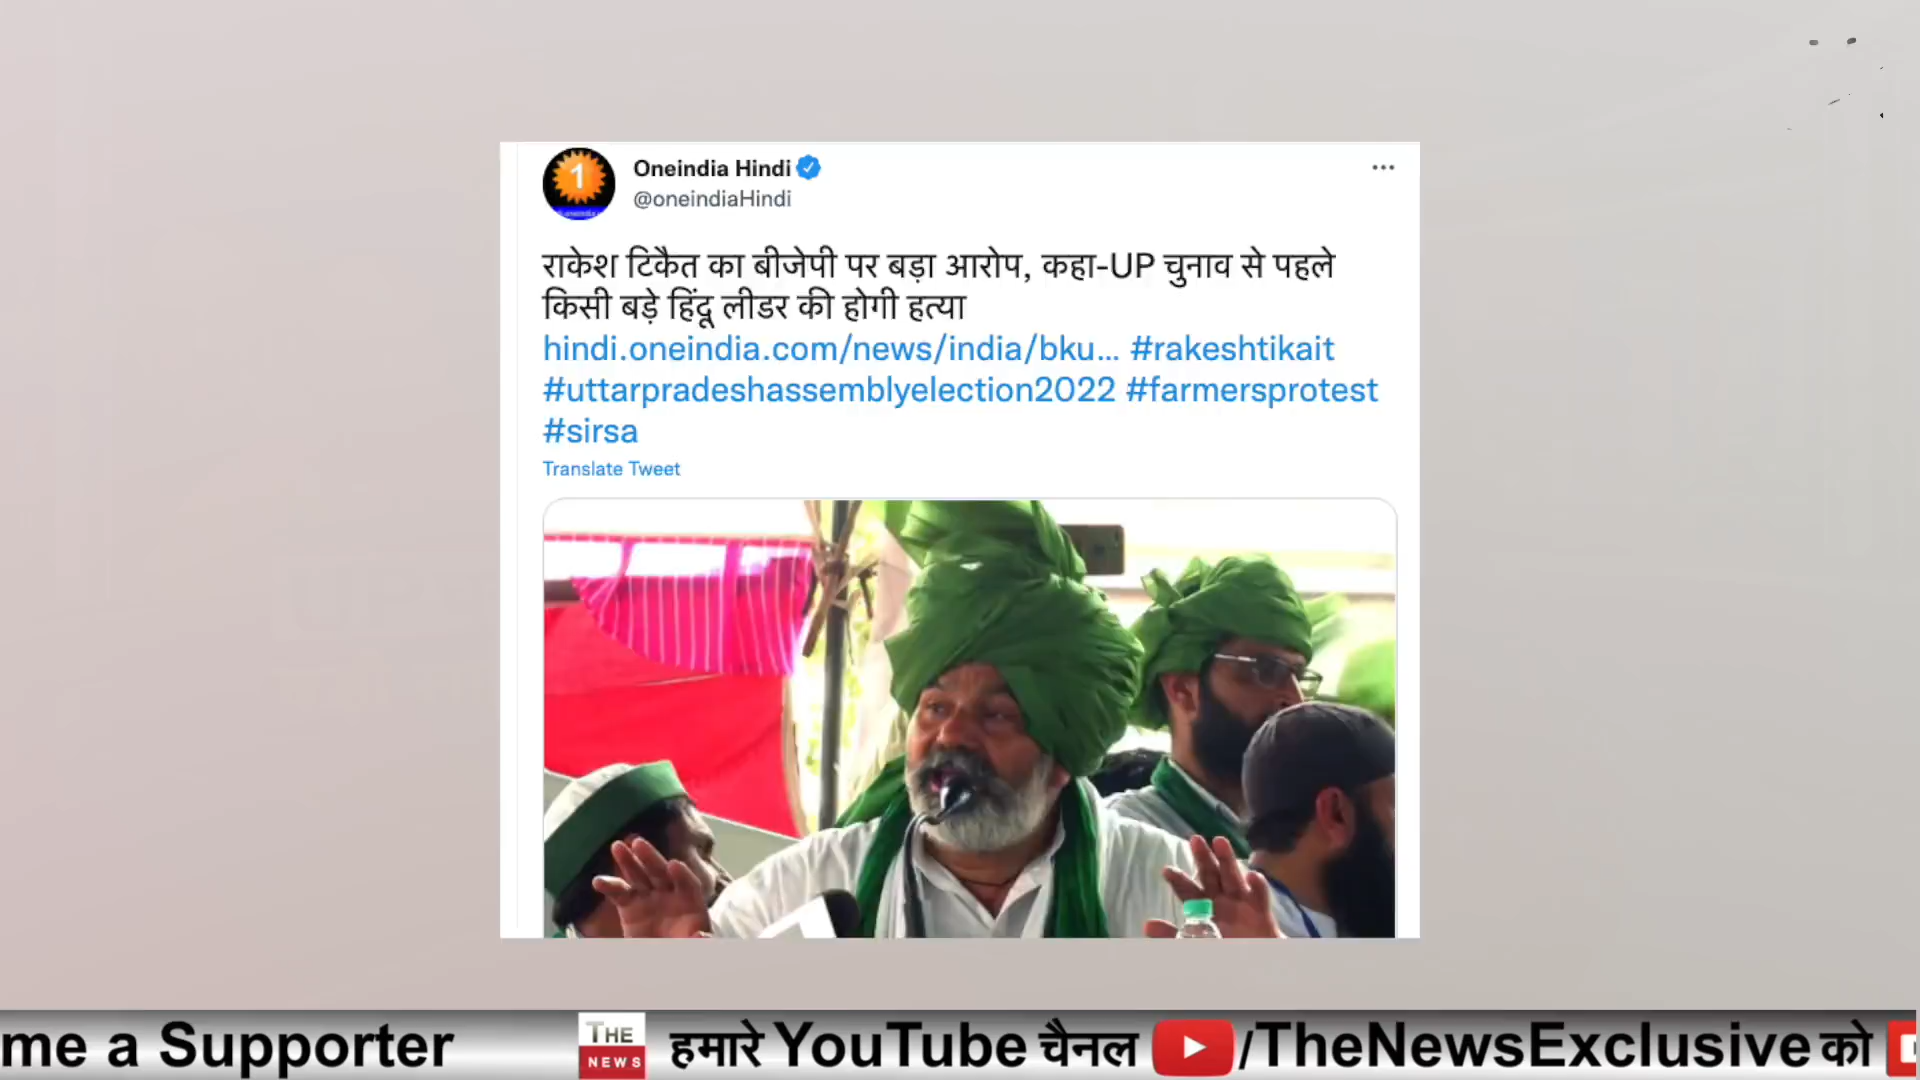 Oneindia Hindi
@oneindiaHindi
राकेश टिकैत का बीजेपी पर बड़ा आरोप, कहा-UP चुनाव से पहले
किसी बड़े हिंदू लीडर की होगी हत्या
hindi.oneindia.com/news/india/bku... #rakeshtikait
#uttarpradeshassemblyelection2022 #farmersprotest
#sirsa
Translate Tweet
me a Supporter THE NEWS हमारे YouTube चैनल /TheNewsExclusive को